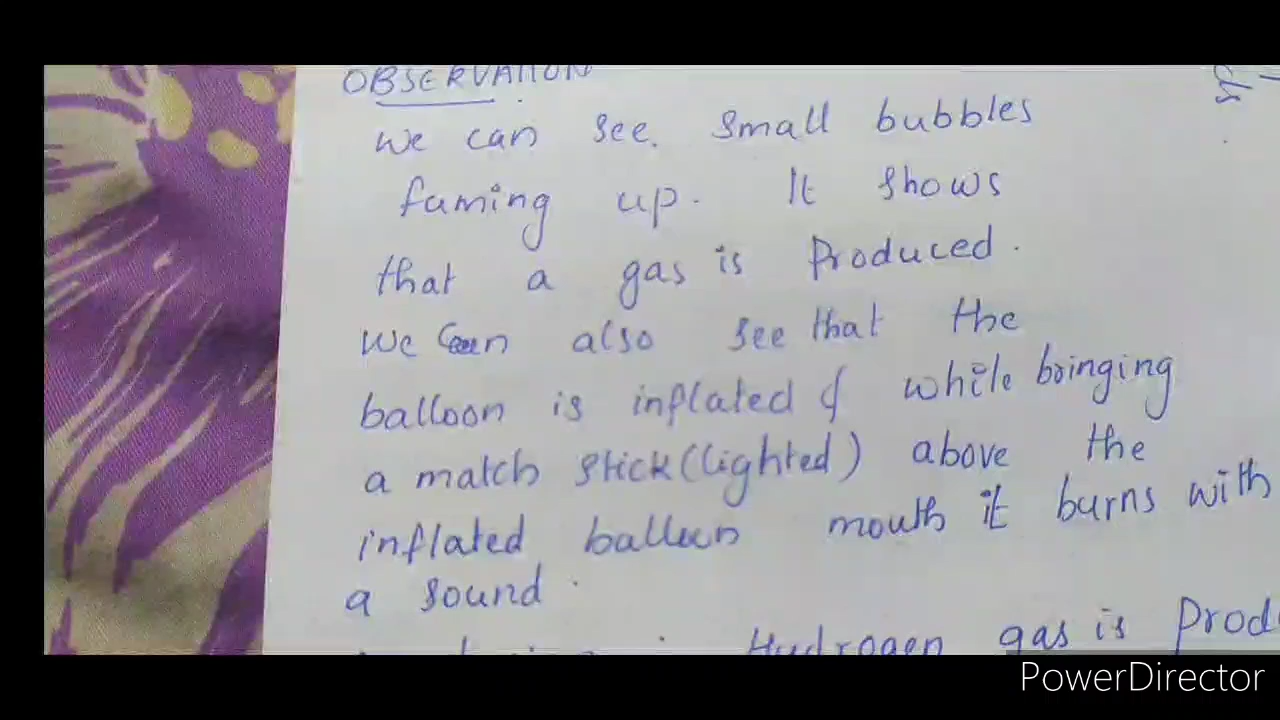 OBSERVATION
We can see small bubbles
faming up. It shows
that a gas is produced.
We can also see that the
balloon is inflated & while bringing
a match stick (lighted) above the
inflated balloon mouth it burns with
a sound.
Hydrogen gas is Prod
PowerDirector